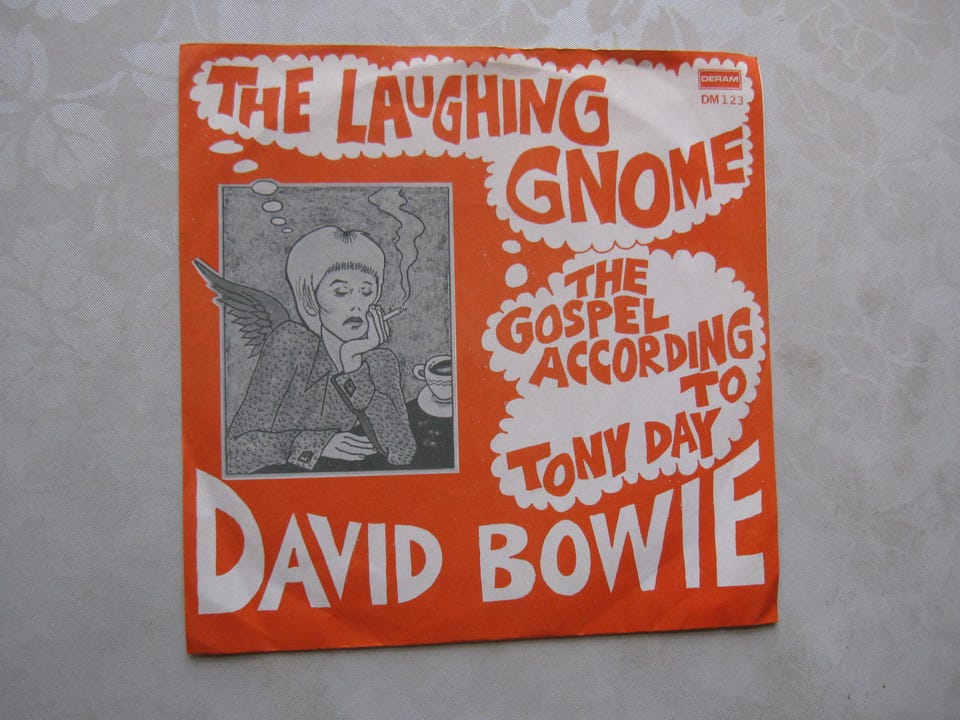 THE LAUGHING
GNOME
DERAM
DM 123
THE
GOSPEL
ACCORDING
TO
TONY DAY
DAVID BOWIE